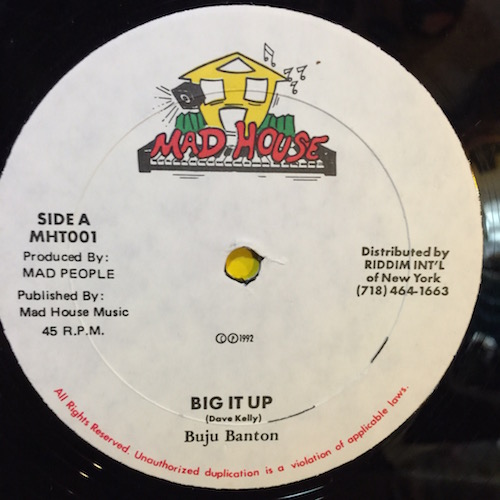 MAD HOUSE
SIDE A
MHT001
Produced By:
MAD PEOPLE
Published By:
Mad House Music
45 R.P.M.
Distributed by
RIDDIM INT'L
of New York
(718) 464-1663
©℗1992
BIG IT UP
(Dave Kelly)
Buju Banton
All Rights Reserved. Unauthorized duplication is a violation of applicable laws.